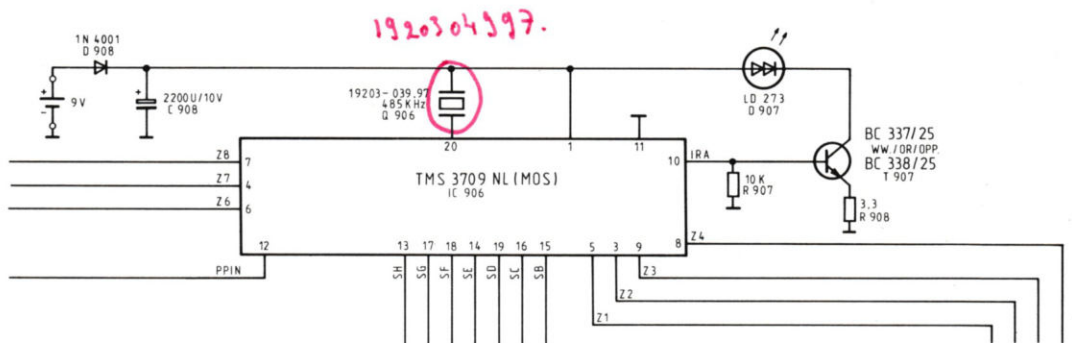 1920304997.
1N 4001
D 908
9V
2200U/10V
C 908
19203-039.97
485KHz
Q 906
LD 273
D 907
BC 337/25
WW./OR/OPP.
BC 338/25
T 907
3,3
R 908
10K
R 907
IRA
TMS 3709 NL(MOS)
IC 906
20
1
11
10
Z8
7
Z7
4
Z6
6
PPIN
12
13
17
18
14
19
16
15
5
3
9
8
Z4
SH
SG
SF
SE
SD
SC
SB
Z3
Z2
Z1
+
-
+